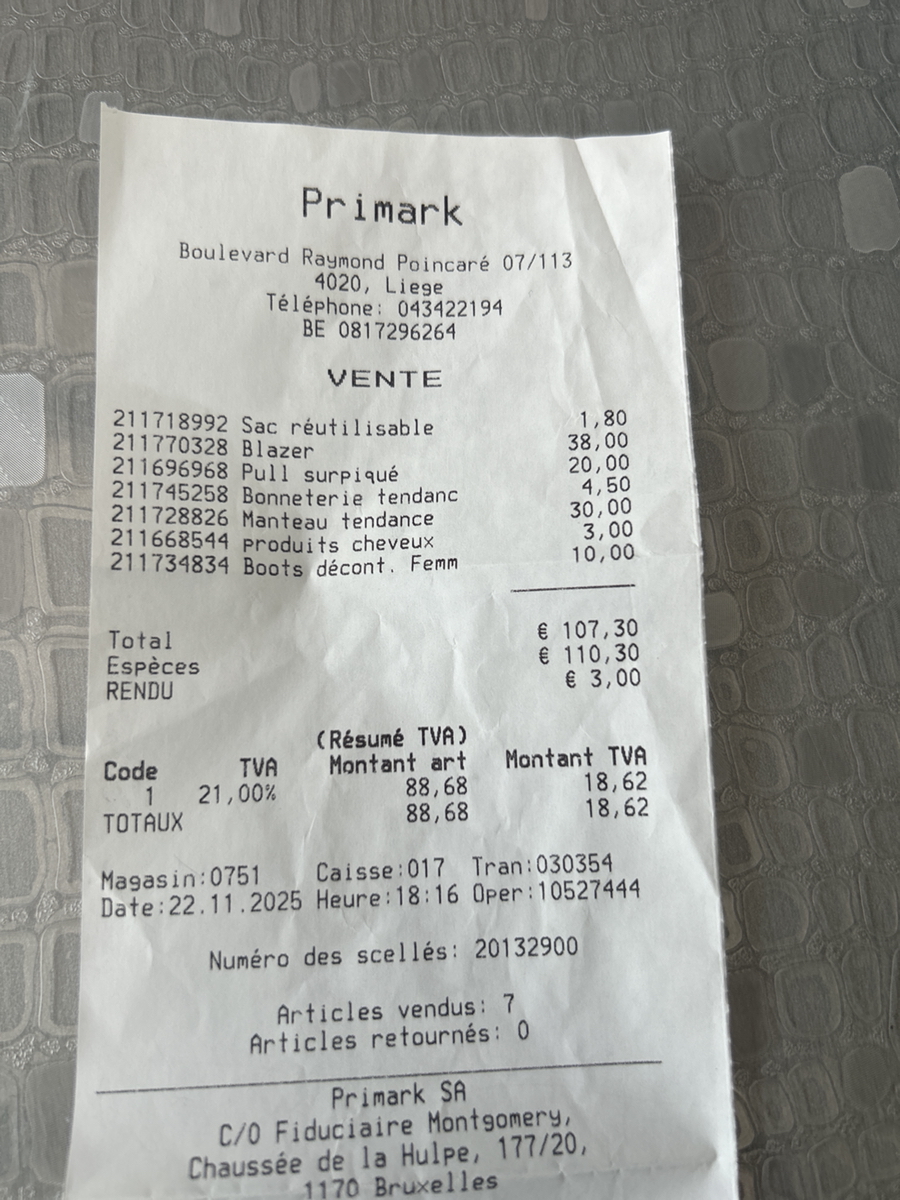 Primark
Boulevard Raymond Poincaré 07/113
4020, Liege
Téléphone: 043422194
BE 0817296264
VENTE
211718992 Sac réutilisable 1,80
211770328 Blazer 38,00
211696968 Pull surpiqué 20,00
211745258 Bonneterie tendanc 4,50
211728826 Manteau tendance 30,00
211668544 produits cheveux 3,00
211734834 Boots décont. Femm 10,00
Total € 107,30
Espèces € 110,30
RENDU € 3,00
(Résumé TVA)
Code TVA Montant art Montant TVA
1 21,00% 88,68 18,62
TOTAUX 88,68 18,62
Magasin:0751 Caisse:017 Tran:030354
Date:22.11.2025 Heure:18:16 Oper:10527444
Numéro des scellés: 20132900
Articles vendus: 7
Articles retournés: 0
Primark SA
C/O Fiduciaire Montgomery,
Chaussée de la Hulpe, 177/20,
1170 Bruxelles